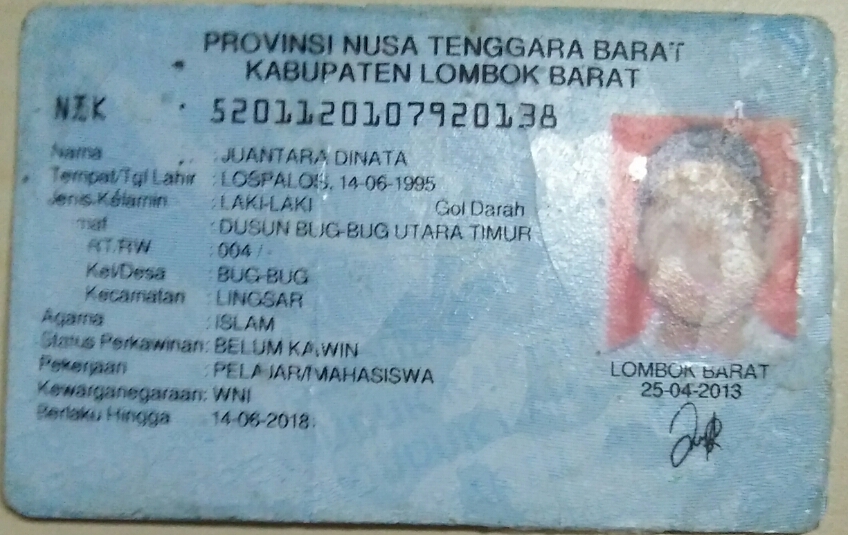 PROVINSI NUSA TENGGARA BARAT
KABUPATEN LOMBOK BARAT
NIK : 5201120107920138
Nama : JUANTARA DINATA
Tempat/Tgl Lahir : LOSPALOS, 14-06-1995
Jenis Kelamin : LAKI-LAKI Gol Darah
mat : DUSUN BUG-BUG UTARA TIMUR
RT/RW : 004 /
Kel/Desa : BUG-BUG
Kecamatan : LINGSAR
Agama : ISLAM
Status Perkawinan: BELUM KAWIN
Pekerjaan : PELAJAR/MAHASISWA
Kewarganegaraan: WNI
Berlaku Hingga : 14-06-2018
LOMBOK BARAT
25-04-2013